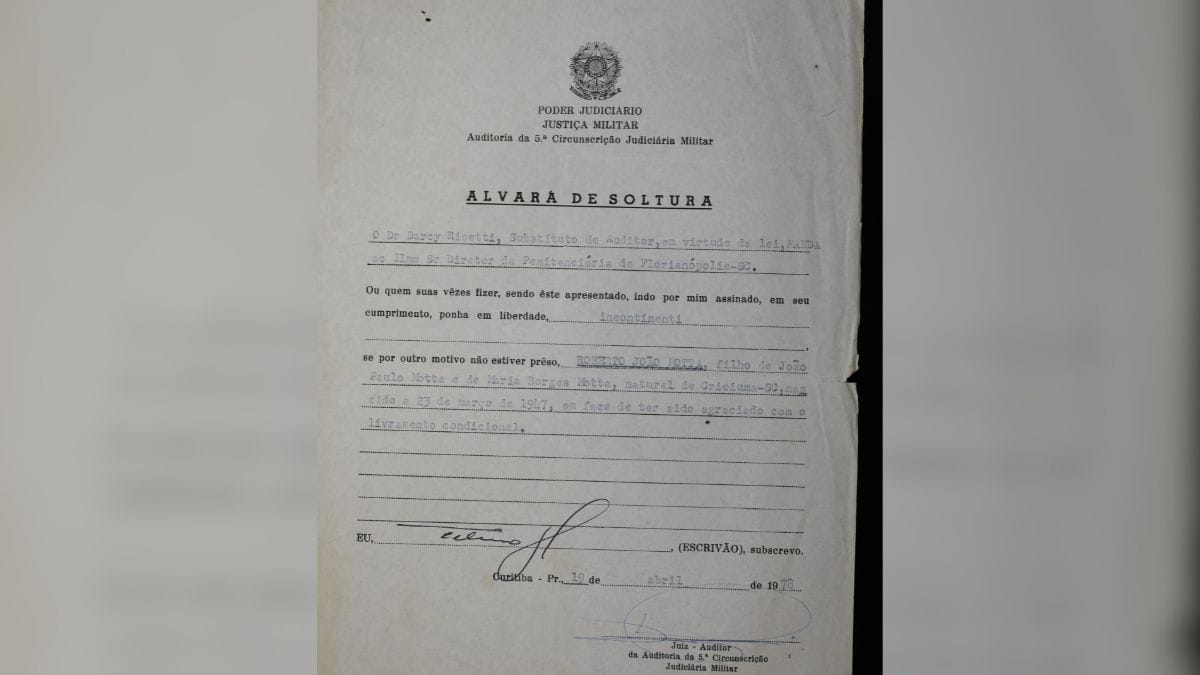 PODER JUDICIÁRIO
JUSTIÇA MILITAR
Auditoria da 5.ª Circunscrição Judiciária Militar
ALVARÁ DE SOLTURA
O Dr Darcy Ricetti, Substituto de Auditor, em virtude da lei, MANDA
ao Ilmo Sr Diretor da Penitenciária de Florianópolis-SC.
Ou quem suas vêzes fizer, sendo êste apresentado, indo por mim assinado, em seu
cumprimento, ponha em liberdade, incontinenti
,
se por outro motivo não estiver prêso, ROBERTO JOÃO MOTTA, filho de João
Paulo Motta e de Maria Borges Motta, natural de Criciuma-SC, nas
cido a 23 de março de 1947, em face de ter sido agraciado com o
livramento condicional.
EU, , (ESCRIVÃO), subscrevo.
Curitiba - Pr., 19 de abril de 1978
Juiz - Auditor
da Auditoria da 5.ª Circunscrição
Judiciária Militar